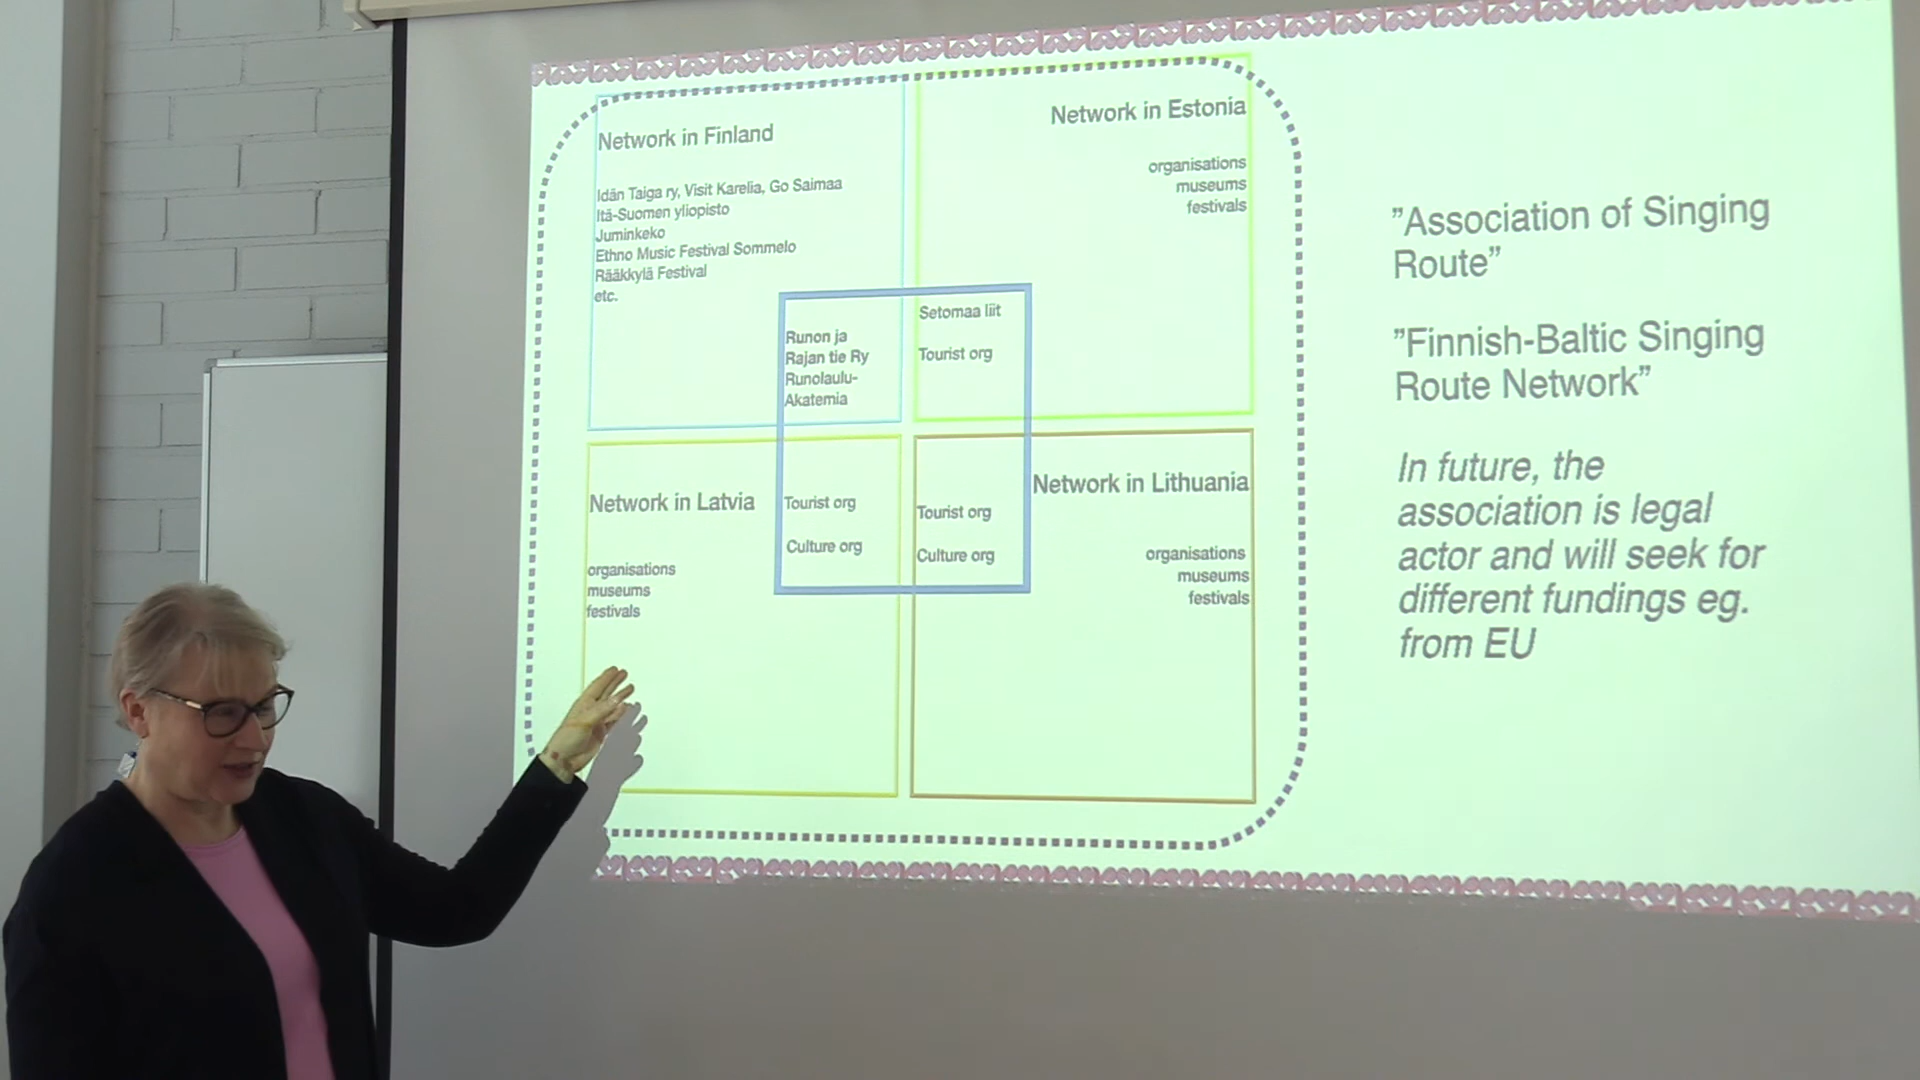 Network in Finland
Idän Taiga ry, Visit Karelia, Go Saimaa
Itä-Suomen yliopisto
Juminkeko
Ethno Music Festival Sommelo
Rääkkylä Festival
etc.
Runon ja
Rajan tie Ry
Runolaulu-
Akatemia
Network in Estonia
organisations
museums
festivals
Setomaa liit
Tourist org
Network in Latvia
organisations
museums
festivals
Tourist org
Culture org
Network in Lithuania
organisations
museums
festivals
Tourist org
Culture org
"Association of Singing
Route"
"Finnish-Baltic Singing
Route Network"
In future, the
association is legal
actor and will seek for
different fundings eg.
from EU